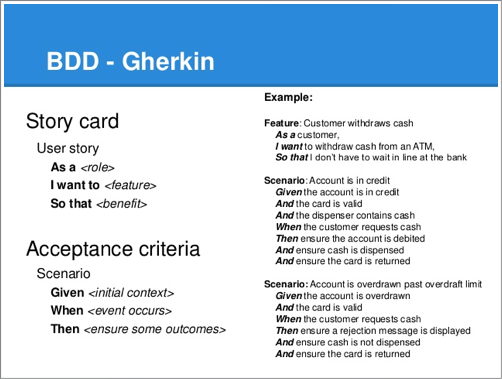 BDD - Gherkin
Story card
User story
As a <role>
I want to <feature>
So that <benefit>
Acceptance criteria
Scenario
Given <initial context>
When <event occurs>
Then <ensure some outcomes>
Example:
Feature: Customer withdraws cash
As a customer,
I want to withdraw cash from an ATM,
So that I don't have to wait in line at the bank
Scenario: Account is in credit
Given the account is in credit
And the card is valid
And the dispenser contains cash
When the customer requests cash
Then ensure the account is debited
And ensure cash is dispensed
And ensure the card is returned
Scenario: Account is overdrawn past overdraft limit
Given the account is overdrawn
And the card is valid
When the customer requests cash
Then ensure a rejection message is displayed
And ensure cash is not dispensed
And ensure the card is returned